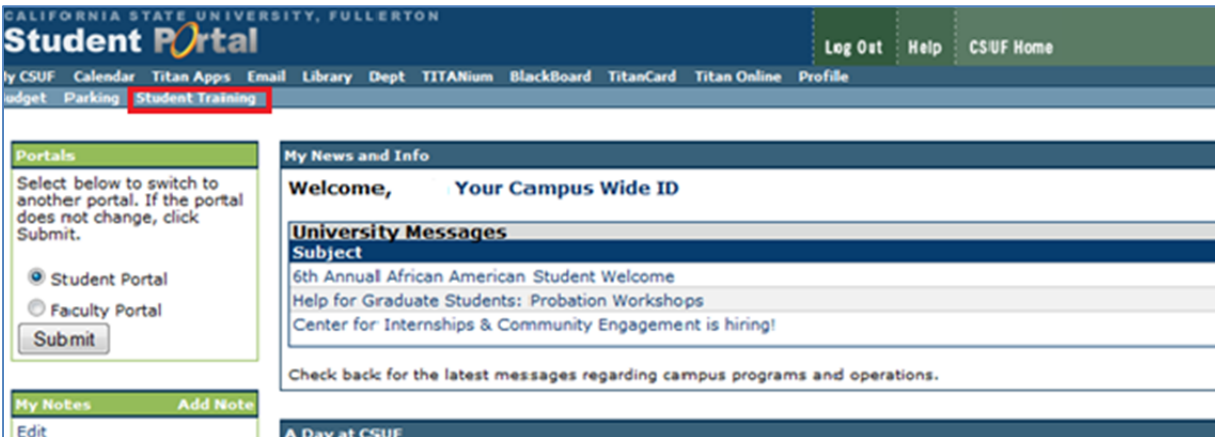 CALIFORNIA STATE UNIVERSITY, FULLERTON
Student Portal
Log Out Help CSUF Home
ly CSUF Calendar Titan Apps Email Library Dept TITANium BlackBoard TitanCard Titan Online Profile
udget Parking Student Training
Portals
Select below to switch to
another portal. If the portal
does not change, click
Submit.
Student Portal
Faculty Portal
Submit
My Notes Add Note
Edit
My News and Info
Welcome, Your Campus Wide ID
University Messages
Subject
6th Annual African American Student Welcome
Help for Graduate Students: Probation Workshops
Center for Internships & Community Engagement is hiring!
Check back for the latest messages regarding campus programs and operations.
A Day at CSUF